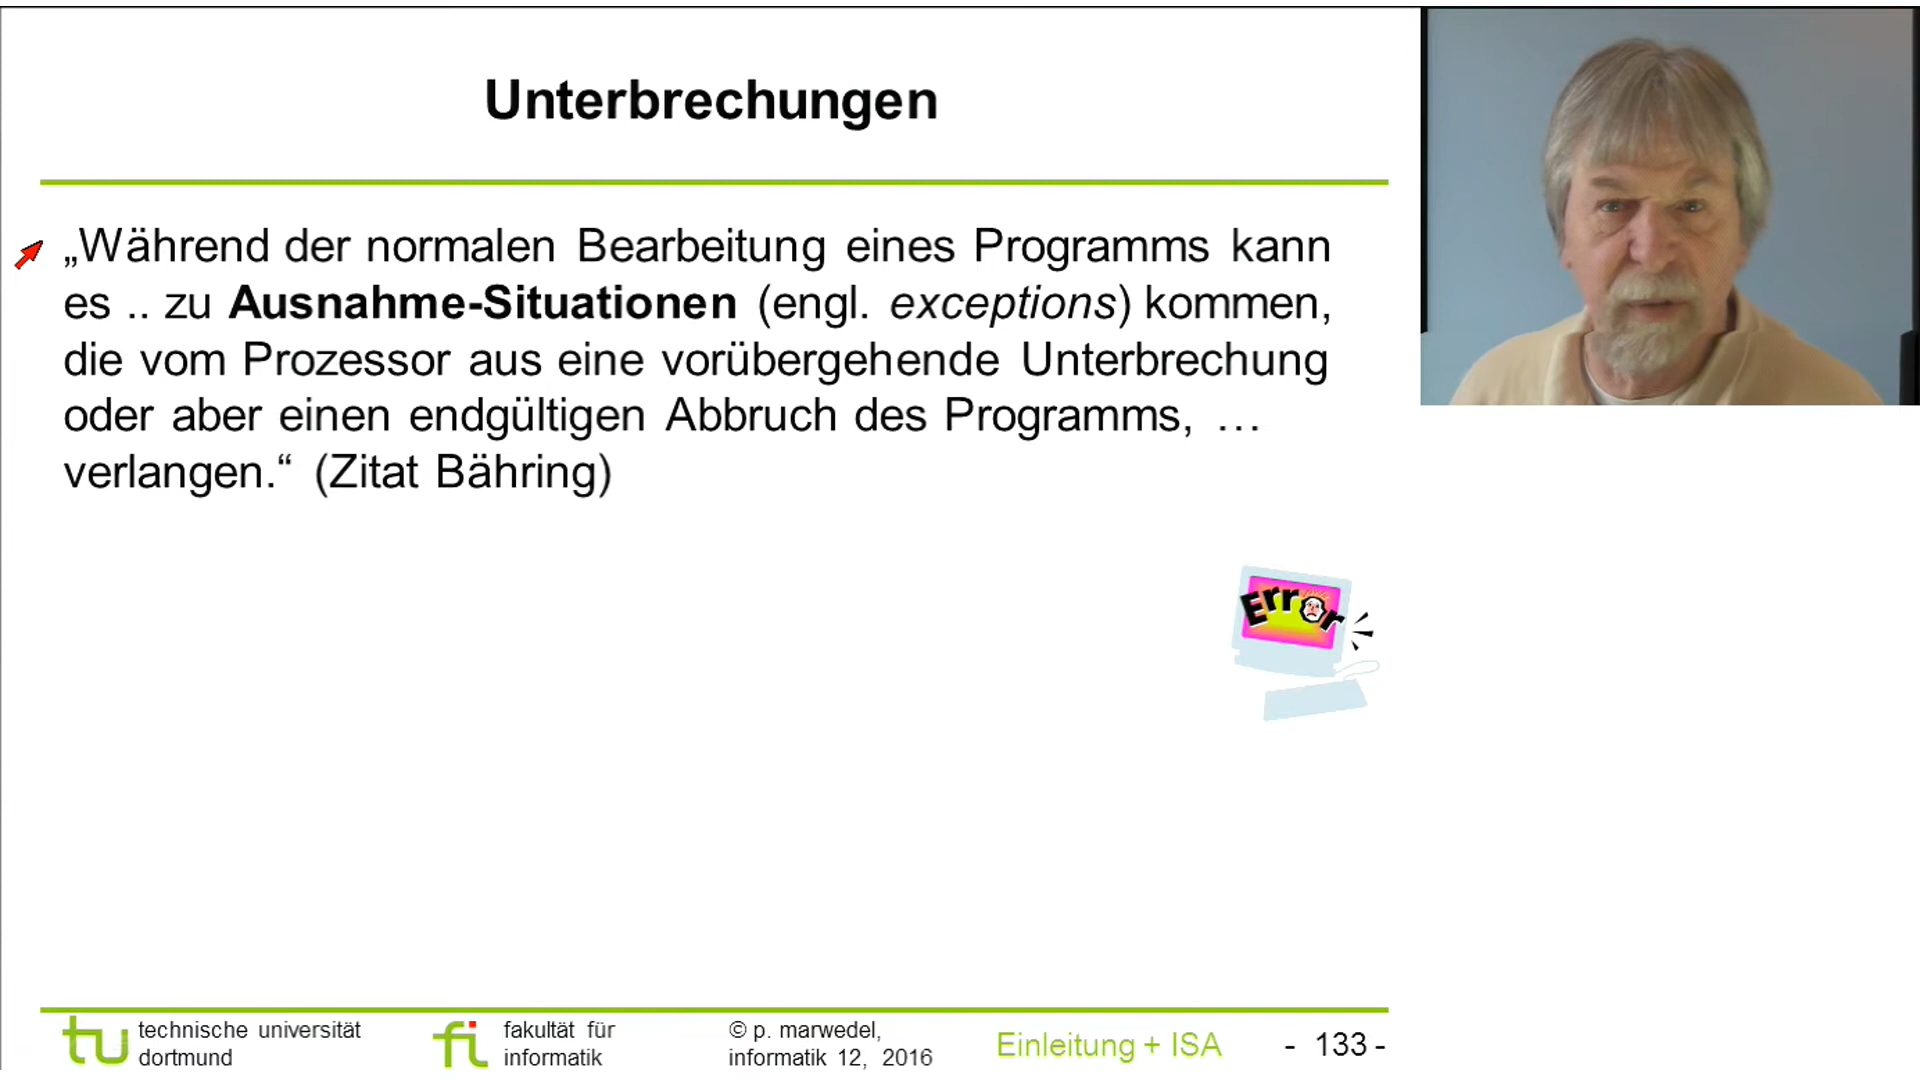 Unterbrechungen
„Während der normalen Bearbeitung eines Programms kann
es .. zu Ausnahme-Situationen (engl. exceptions) kommen,
die vom Prozessor aus eine vorübergehende Unterbrechung
oder aber einen endgültigen Abbruch des Programms, …
verlangen.“ (Zitat Bähring)
Error
tu technische universität
dortmund
fi fakultät für
informatik
© p. marwedel,
informatik 12, 2016
Einleitung + ISA
- 133 -